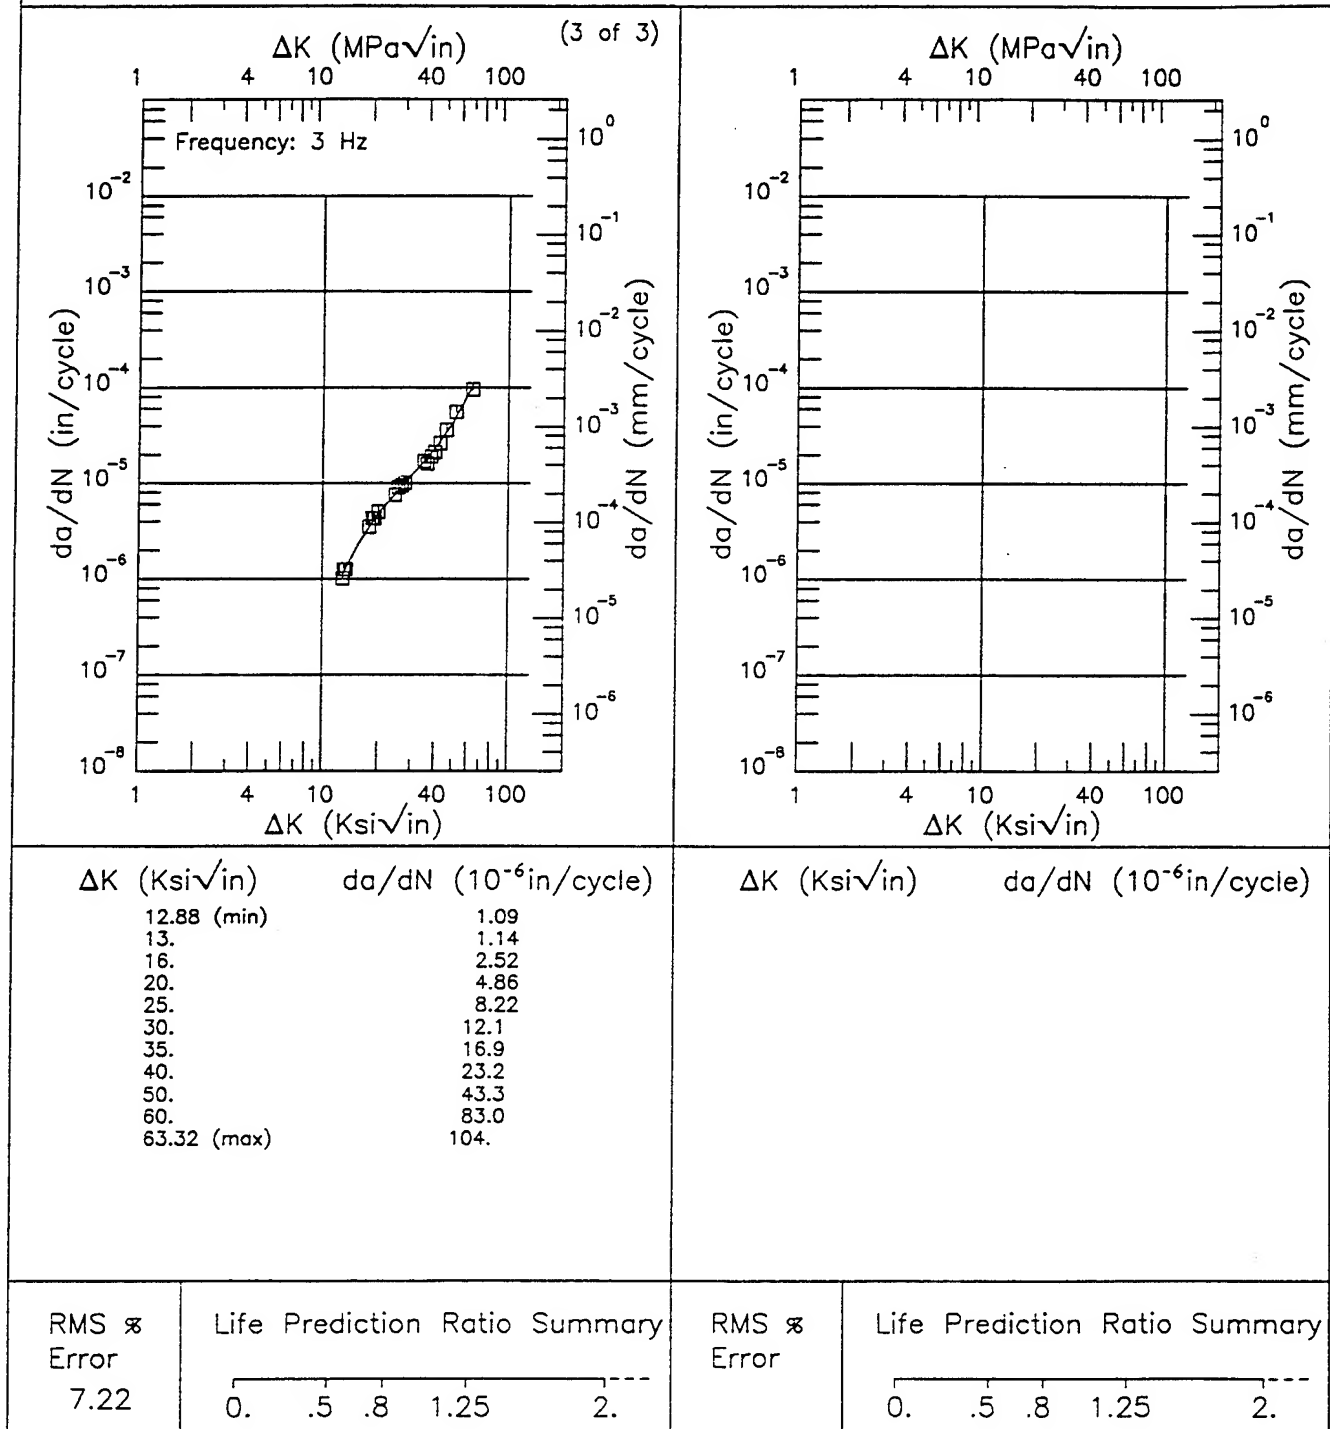 (3 of 3)
ΔK (MPa√in)
1 4 10 40 100
Frequency: 3 Hz
10⁰
10⁻²
10⁻¹
10⁻³
10⁻²
10⁻⁴
10⁻³
10⁻⁵
10⁻⁴
10⁻⁶
10⁻⁵
10⁻⁷
10⁻⁶
10⁻⁸
da/dN (in/cycle)
da/dN (mm/cycle)
1 4 10 40 100
ΔK (Ksi√in)
ΔK (MPa√in)
1 4 10 40 100
10⁰
10⁻²
10⁻¹
10⁻³
10⁻²
10⁻⁴
10⁻³
10⁻⁵
10⁻⁴
10⁻⁶
10⁻⁵
10⁻⁷
10⁻⁶
10⁻⁸
da/dN (in/cycle)
da/dN (mm/cycle)
1 4 10 40 100
ΔK (Ksi√in)
ΔK (Ksi√in) da/dN (10⁻⁶in/cycle)
12.88 (min) 1.09
13. 1.14
16. 2.52
20. 4.86
25. 8.22
30. 12.1
35. 16.9
40. 23.2
50. 43.3
60. 83.0
63.32 (max) 104.
ΔK (Ksi√in) da/dN (10⁻⁶in/cycle)
RMS %
Error
7.22
Life Prediction Ratio Summary
0. .5 .8 1.25 2.
RMS %
Error
Life Prediction Ratio Summary
0. .5 .8 1.25 2.